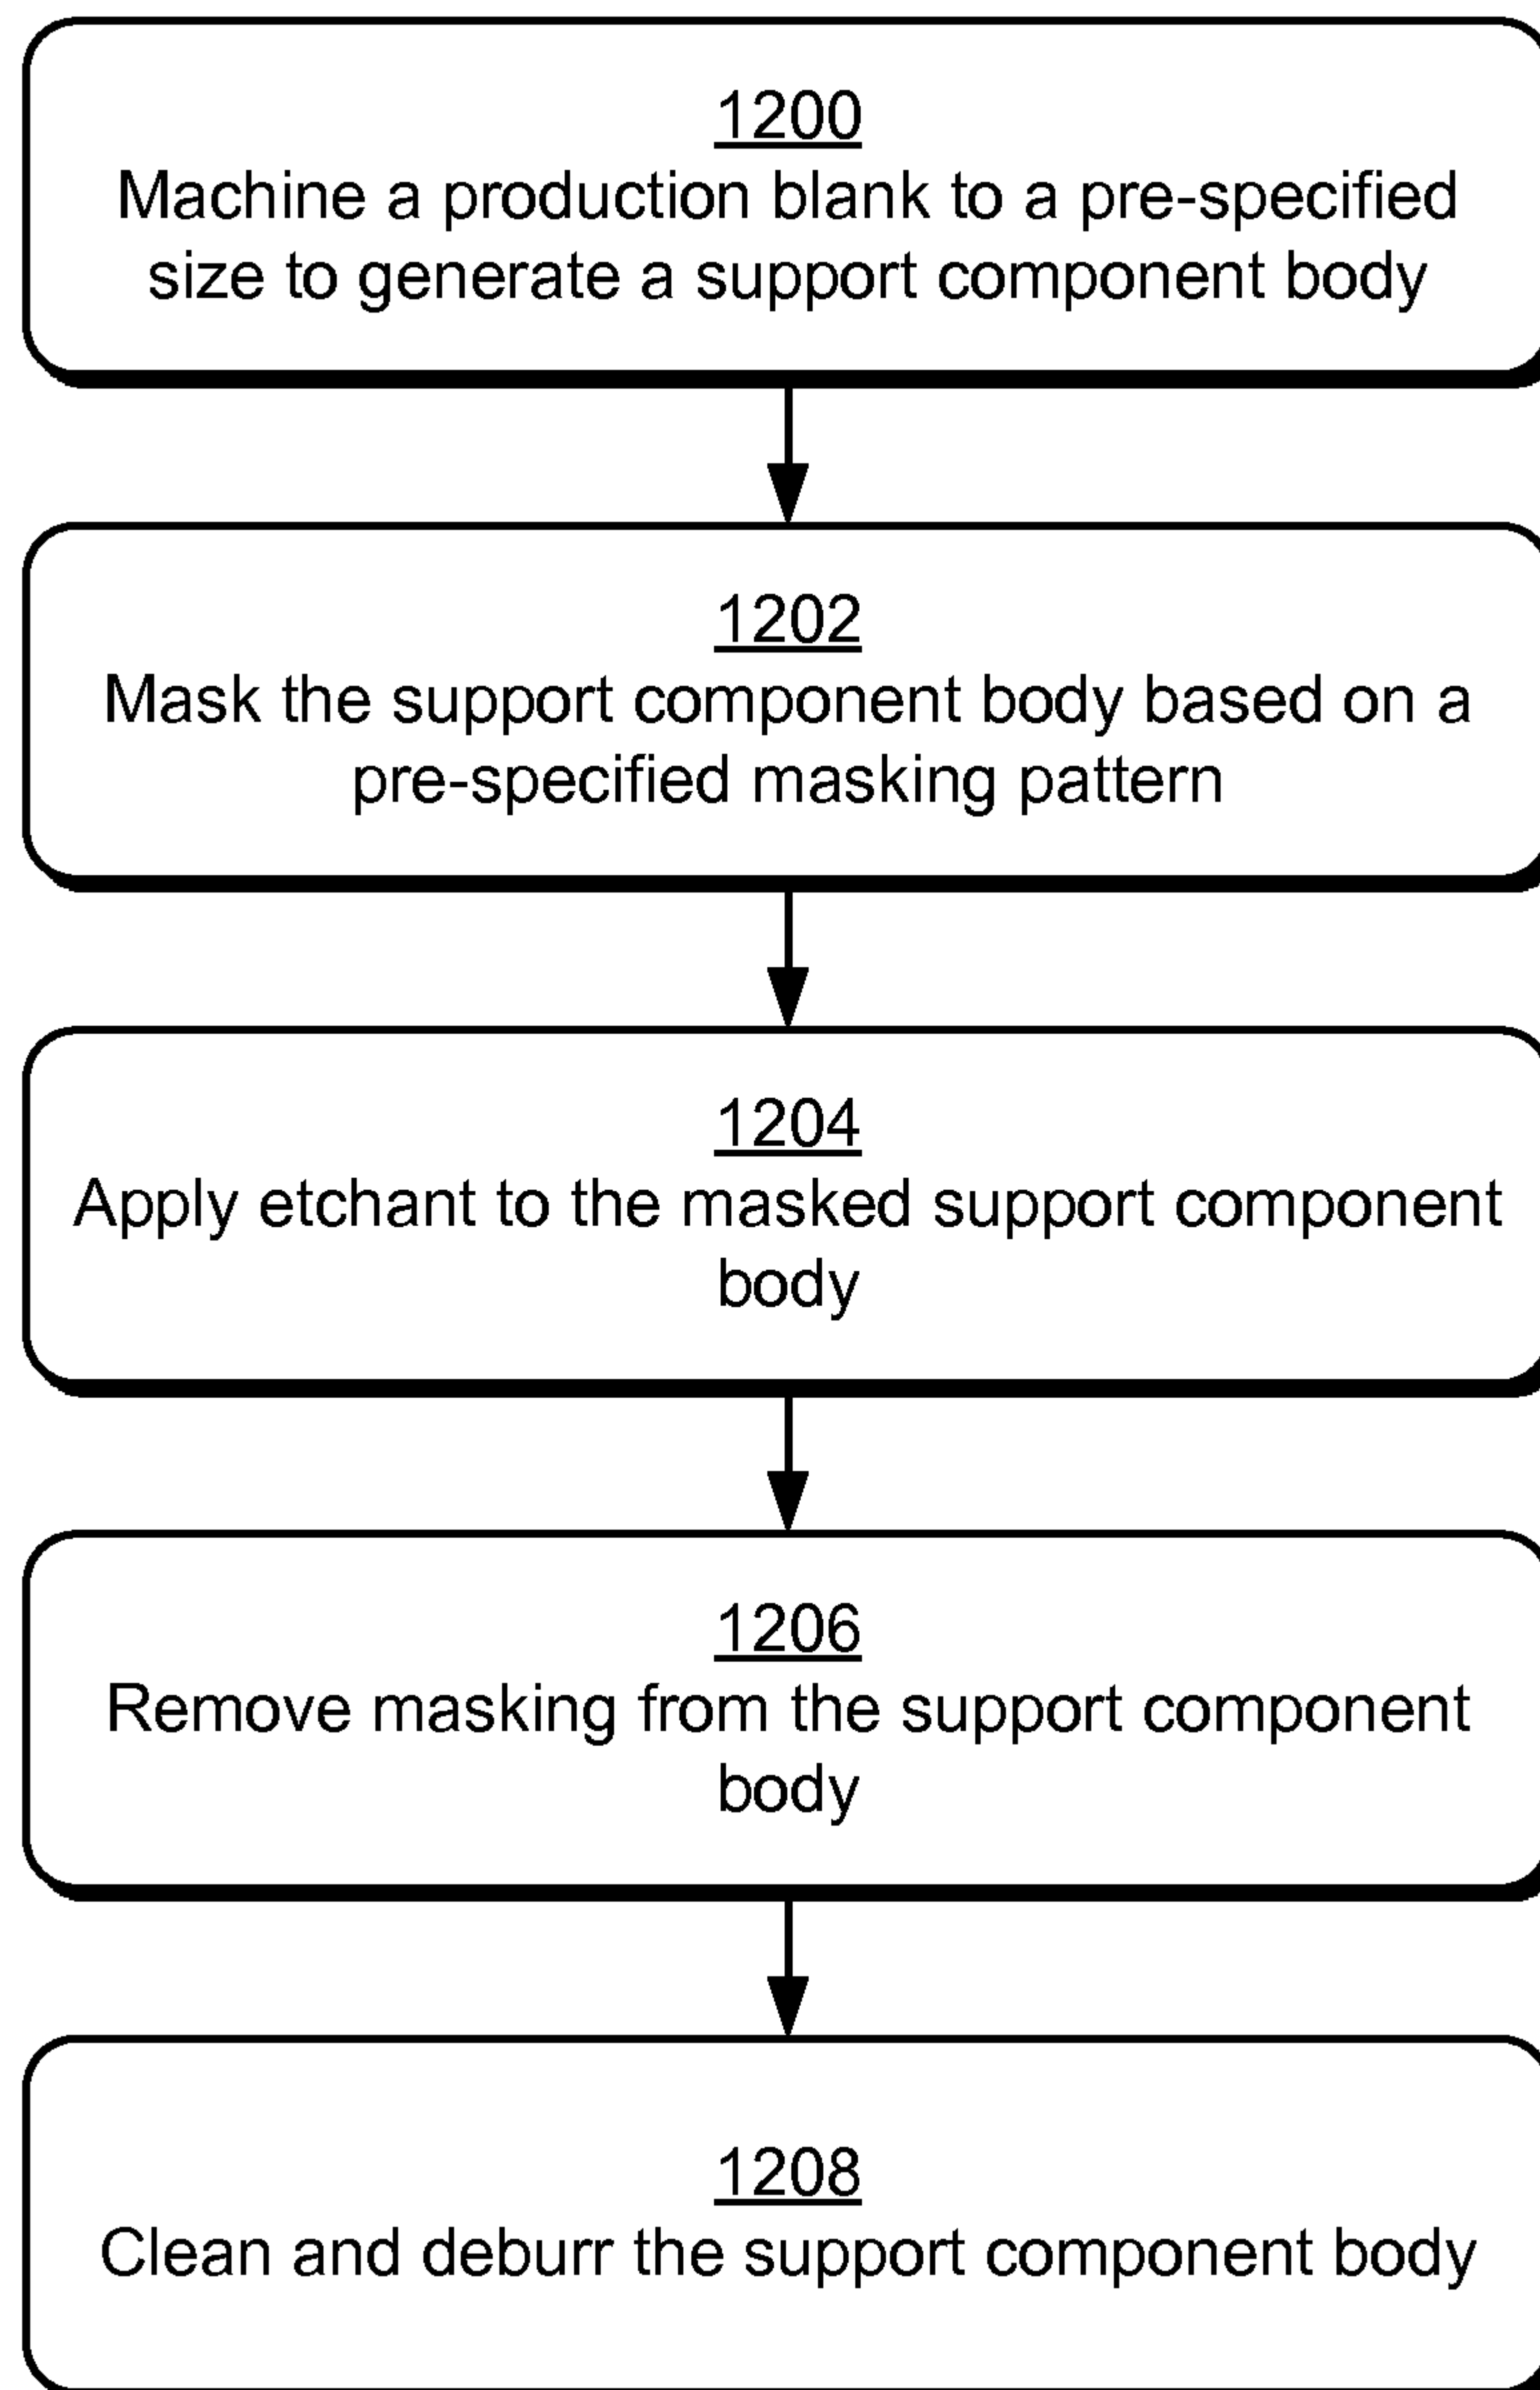 1200
Machine a production blank to a pre-specified
size to generate a support component body
1202
Mask the support component body based on a
pre-specified masking pattern
1204
Apply etchant to the masked support component
body
1206
Remove masking from the support component
body
1208
Clean and deburr the support component body